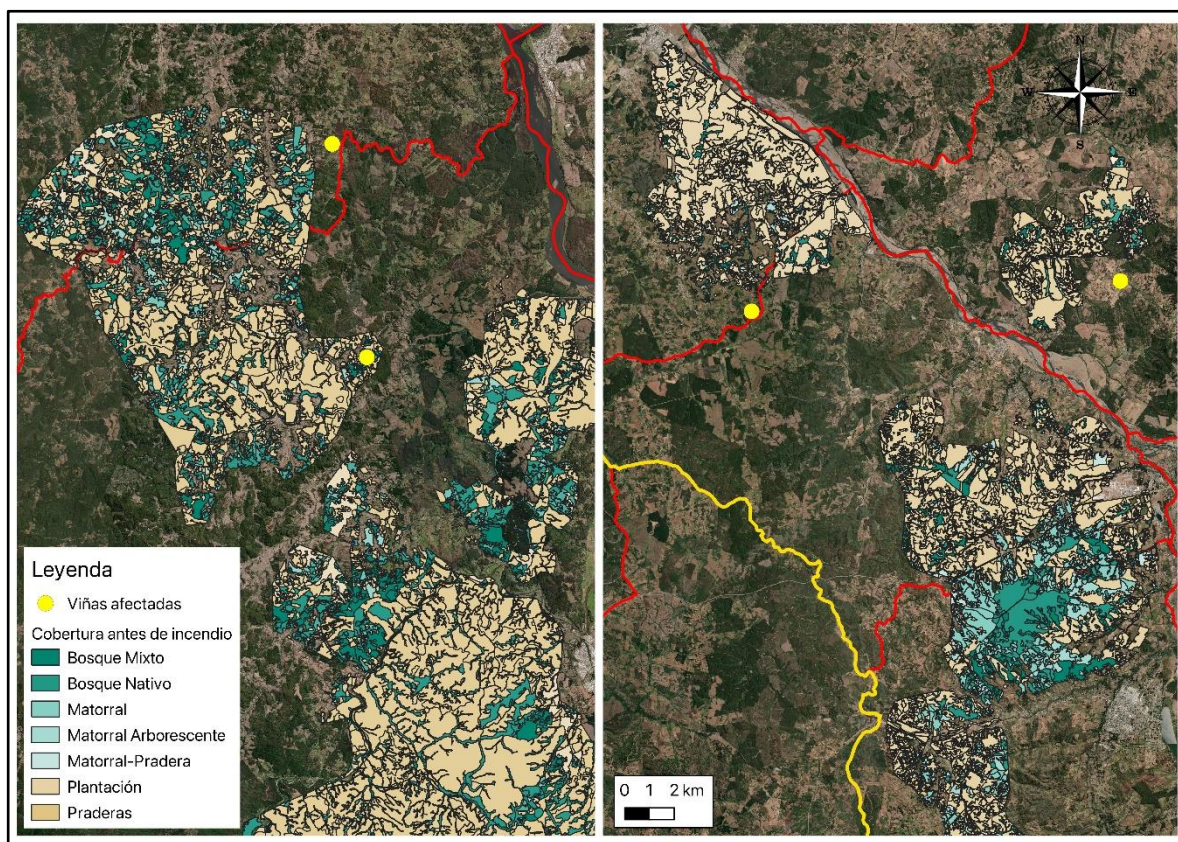 N
W E
S
Leyenda
Viñas afectadas
Cobertura antes de incendio
Bosque Mixto
Bosque Nativo
Matorral
Matorral Arborescente
Matorral-Pradera
Plantación
Praderas
0 1 2 km